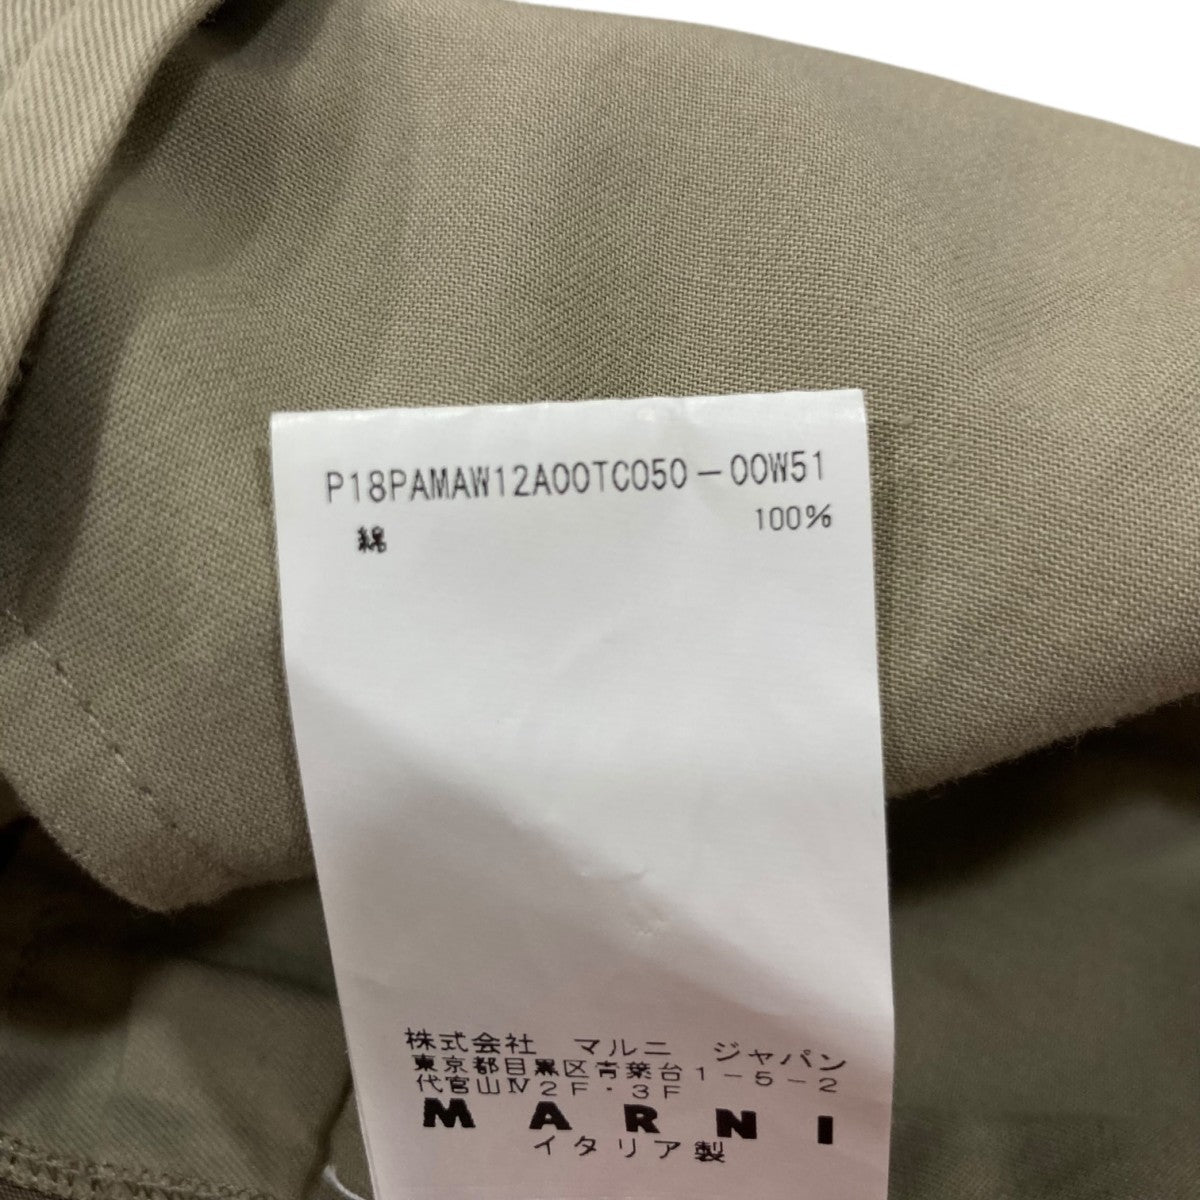 P18PAMAW12A00TC050-00W51
綿 100%
株式会社 マルニ ジャパン
東京都目黒区青葉台1-5-2
代官山Ⅳ2F・3F
MARNI
イタリア製